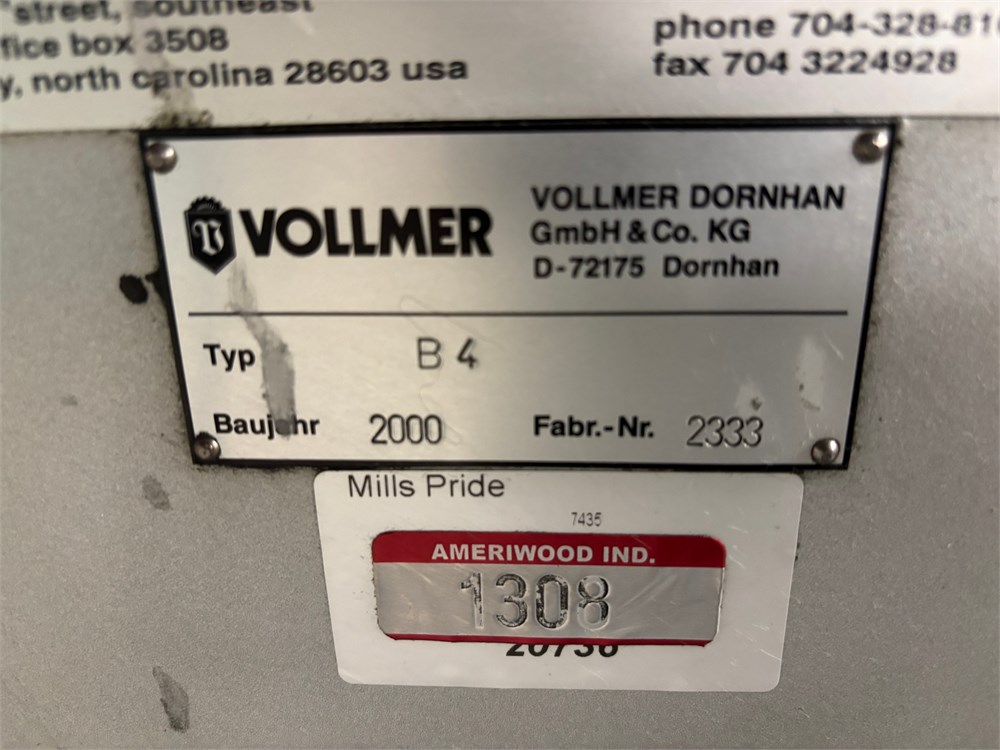 street, southeast
fice box 3508
y, north carolina 28603 usa
phone 704-328-81
fax 704 3224928
VOLLMER
VOLLMER DORNHAN
GmbH & Co. KG
D-72175 Dornhan
Typ B 4
Baujahr 2000 Fabr.-Nr. 2333
Mills Pride
7435
AMERIWOOD IND.
1308
20736